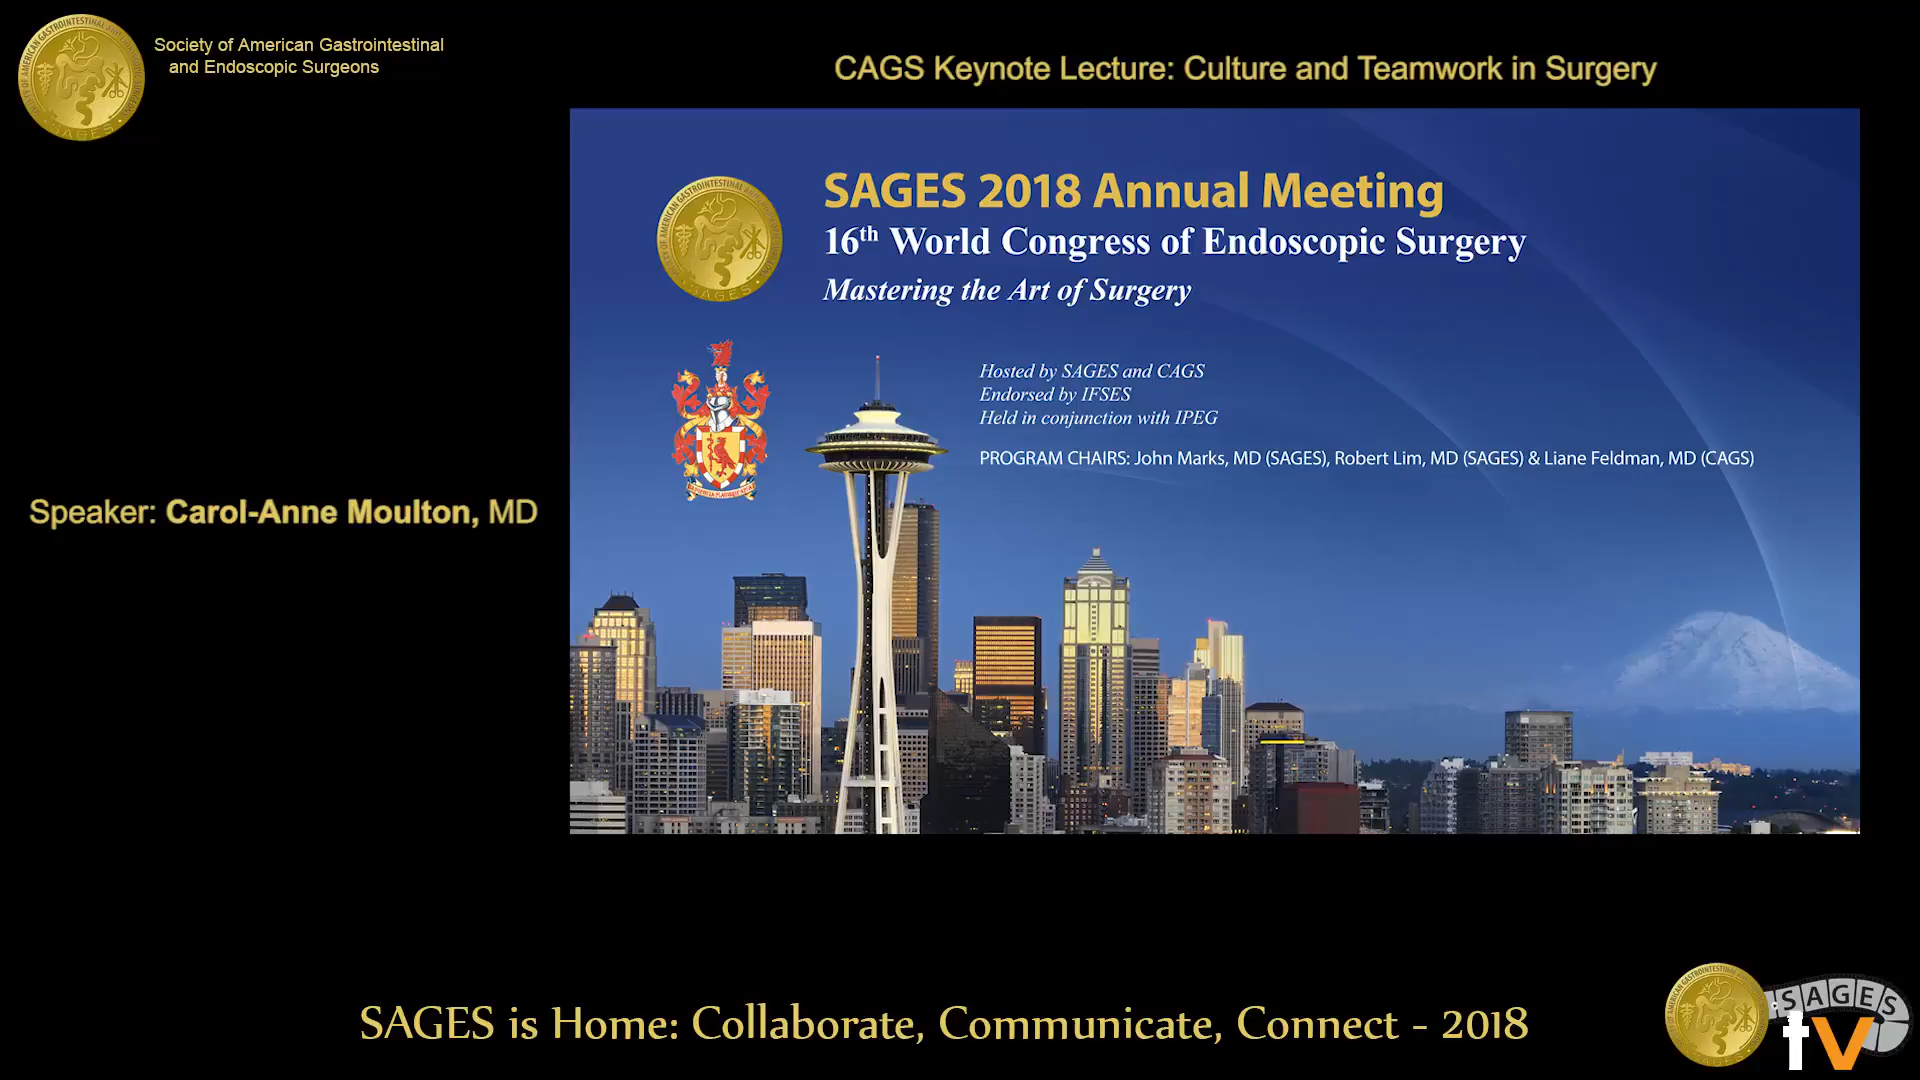 Society of American Gastrointestinal
and Endoscopic Surgeons
CAGS Keynote Lecture: Culture and Teamwork in Surgery
SAGES 2018 Annual Meeting
16th World Congress of Endoscopic Surgery
Mastering the Art of Surgery
Hosted by SAGES and CAGS
Endorsed by IFSES
Held in conjunction with IPEG
PROGRAM CHAIRS: John Marks, MD (SAGES), Robert Lim, MD (SAGES) & Liane Feldman, MD (CAGS)
Speaker: Carol-Anne Moulton, MD
SAGES is Home: Collaborate, Communicate, Connect - 2018
SAGES
tv